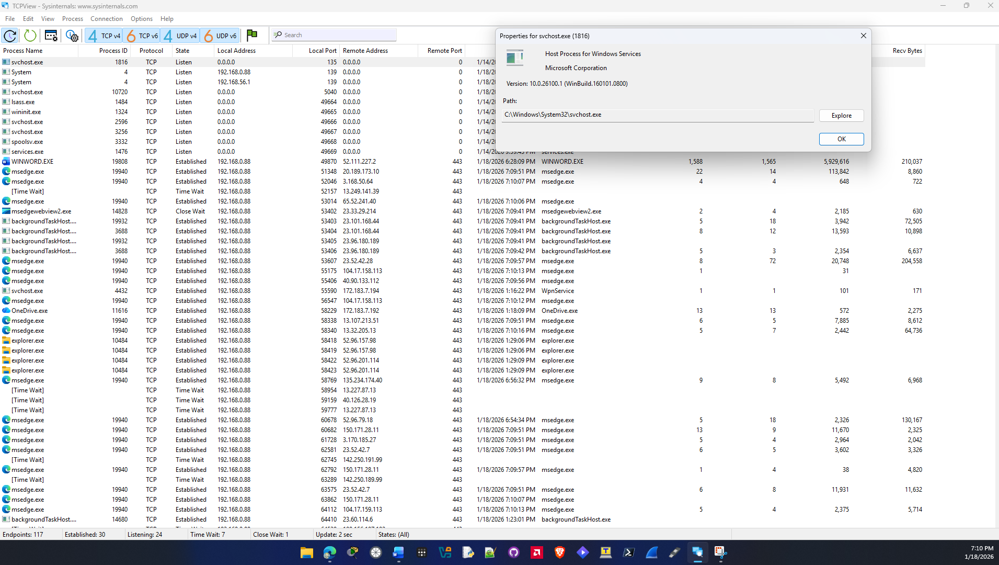 TCPView - Sysinternals: www.sysinternals.com
File Edit View Process Connection Options Help
4 TCP v4 6 TCP v6 4 UDP v4 6 UDP v6 Search
Process Name Process ID Protocol State Local Address Local Port Remote Address Remote Port Recv Bytes
Properties for svchost.exe (1816)
Host Process for Windows Services
Microsoft Corporation
Version: 10.0.26100.1 (WinBuild.160101.0800)
Path:
C:\Windows\System32\svchost.exe
Explore
OK
svchost.exe 1816 TCP Listen 0.0.0.0 135 0.0.0.0 0 1/14/20
System 4 TCP Listen 192.168.0.88 139 0.0.0.0 0 1/18/20
System 4 TCP Listen 192.168.56.1 139 0.0.0.0 0 1/18/20
svchost.exe 10720 TCP Listen 0.0.0.0 5040 0.0.0.0 0 1/18/20
lsass.exe 1484 TCP Listen 0.0.0.0 49664 0.0.0.0 0 1/14/20
wininit.exe 1324 TCP Listen 0.0.0.0 49665 0.0.0.0 0 1/14/20
svchost.exe 2596 TCP Listen 0.0.0.0 49666 0.0.0.0 0 1/14/20
svchost.exe 3256 TCP Listen 0.0.0.0 49667 0.0.0.0 0 1/14/20
spoolsv.exe 3332 TCP Listen 0.0.0.0 49668 0.0.0.0 0 1/14/20
services.exe 1476 TCP Listen 0.0.0.0 49669 0.0.0.0 0 services.exe
WINWORD.EXE 19808 TCP Established 192.168.0.88 49870 52.111.227.2 443 1/18/2026 6:28:09 PM WINWORD.EXE 1,588 1,565 5,929,616 210,037
msedge.exe 19940 TCP Established 192.168.0.88 51348 20.189.173.10 443 1/18/2026 7:09:51 PM msedge.exe 22 14 113,842 8,860
msedge.exe 19940 TCP Established 192.168.0.88 52046 3.168.50.64 443 1/18/2026 7:10:07 PM msedge.exe 4 4 648 722
[Time Wait] TCP Time Wait 192.168.0.88 52157 13.249.141.39 443
msedge.exe 19940 TCP Established 192.168.0.88 53014 65.52.241.40 443 1/18/2026 7:10:06 PM msedge.exe
msedgewebview2.exe 14828 TCP Close Wait 192.168.0.88 53402 23.33.29.214 443 1/18/2026 7:09:41 PM msedgewebview2.exe 2 4 2,185 630
backgroundTaskHost.... 19932 TCP Established 192.168.0.88 53403 23.101.168.44 443 1/18/2026 7:09:41 PM backgroundTaskHost.exe 5 18 3,942 72,505
backgroundTaskHost.... 3688 TCP Established 192.168.0.88 53404 23.101.168.44 443 1/18/2026 7:09:41 PM backgroundTaskHost.exe 8 12 13,593 10,898
backgroundTaskHost.... 19932 TCP Established 192.168.0.88 53405 23.96.180.189 443 1/18/2026 7:09:41 PM backgroundTaskHost.exe
backgroundTaskHost.... 3688 TCP Established 192.168.0.88 53406 23.96.180.189 443 1/18/2026 7:09:42 PM backgroundTaskHost.exe 5 3 2,354 6,637
msedge.exe 19940 TCP Established 192.168.0.88 53607 23.52.42.28 443 1/18/2026 7:09:57 PM msedge.exe 8 72 20,748 204,558
msedge.exe 19940 TCP Established 192.168.0.88 55175 104.17.158.113 443 1/18/2026 7:10:13 PM msedge.exe 1 31
msedge.exe 19940 TCP Established 192.168.0.88 55406 40.90.133.112 443 1/18/2026 7:09:56 PM msedge.exe
svchost.exe 4432 TCP Established 192.168.0.88 55590 172.183.7.194 443 1/18/2026 1:16:22 PM WpnService 1 1 101 171
msedge.exe 19940 TCP Established 192.168.0.88 56547 104.17.158.113 443 1/18/2026 7:10:12 PM msedge.exe
OneDrive.exe 11616 TCP Established 192.168.0.88 58229 172.183.7.192 443 1/18/2026 1:18:09 PM OneDrive.exe 13 13 572 2,275
msedge.exe 19940 TCP Established 192.168.0.88 58338 13.107.213.51 443 1/18/2026 7:09:51 PM msedge.exe 6 5 7,885 8,612
msedge.exe 19940 TCP Established 192.168.0.88 58340 13.32.205.13 443 1/18/2026 7:10:16 PM msedge.exe 5 7 2,442 64,736
explorer.exe 10484 TCP Established 192.168.0.88 58418 52.96.157.98 443 1/18/2026 1:29:06 PM explorer.exe
explorer.exe 10484 TCP Established 192.168.0.88 58419 52.96.157.98 443 1/18/2026 1:29:06 PM explorer.exe
explorer.exe 10484 TCP Established 192.168.0.88 58422 52.96.201.114 443 1/18/2026 1:29:09 PM explorer.exe
explorer.exe 10484 TCP Established 192.168.0.88 58423 52.96.201.114 443 1/18/2026 1:29:09 PM explorer.exe
msedge.exe 19940 TCP Established 192.168.0.88 58769 135.234.174.40 443 1/18/2026 6:56:32 PM msedge.exe 9 8 5,492 6,968
[Time Wait] TCP Time Wait 192.168.0.88 58954 13.227.87.13 443
[Time Wait] TCP Time Wait 192.168.0.88 59159 40.126.28.19 443
[Time Wait] TCP Time Wait 192.168.0.88 59777 13.227.87.13 443
msedge.exe 19940 TCP Established 192.168.0.88 60678 52.96.79.18 443 1/18/2026 6:54:34 PM msedge.exe 5 18 2,326 130,167
msedge.exe 19940 TCP Established 192.168.0.88 60682 150.171.28.11 443 1/18/2026 7:09:51 PM msedge.exe 13 9 11,670 2,325
msedge.exe 19940 TCP Established 192.168.0.88 61728 3.170.185.27 443 1/18/2026 7:09:51 PM msedge.exe 5 4 2,964 2,042
msedge.exe 19940 TCP Established 192.168.0.88 62581 23.52.42.7 443 1/18/2026 7:09:51 PM msedge.exe 6 5 3,602 3,326
[Time Wait] TCP Time Wait 192.168.0.88 62745 142.250.191.99 443
msedge.exe 19940 TCP Established 192.168.0.88 62792 150.171.28.11 443 1/18/2026 7:09:57 PM msedge.exe 1 4 38 4,820
[Time Wait] TCP Time Wait 192.168.0.88 63289 142.250.189.99 443
msedge.exe 19940 TCP Established 192.168.0.88 63575 23.52.42.7 443 1/18/2026 7:09:51 PM msedge.exe 6 8 11,931 11,632
msedge.exe 19940 TCP Established 192.168.0.88 63862 150.171.28.11 443 1/18/2026 7:10:07 PM msedge.exe
msedge.exe 19940 TCP Established 192.168.0.88 64112 104.17.159.113 443 1/18/2026 7:10:13 PM msedge.exe 5 4 2,375 5,714
backgroundTaskHost.... 14680 TCP Established 192.168.0.88 64410 23.60.114.6 443 1/18/2026 1:23:01 PM backgroundTaskHost.exe
Endpoints: 117 Established: 30 Listening: 24 Time Wait: 7 Close Wait: 1 Update: 2 sec States: (All)
7:10 PM
1/18/2026